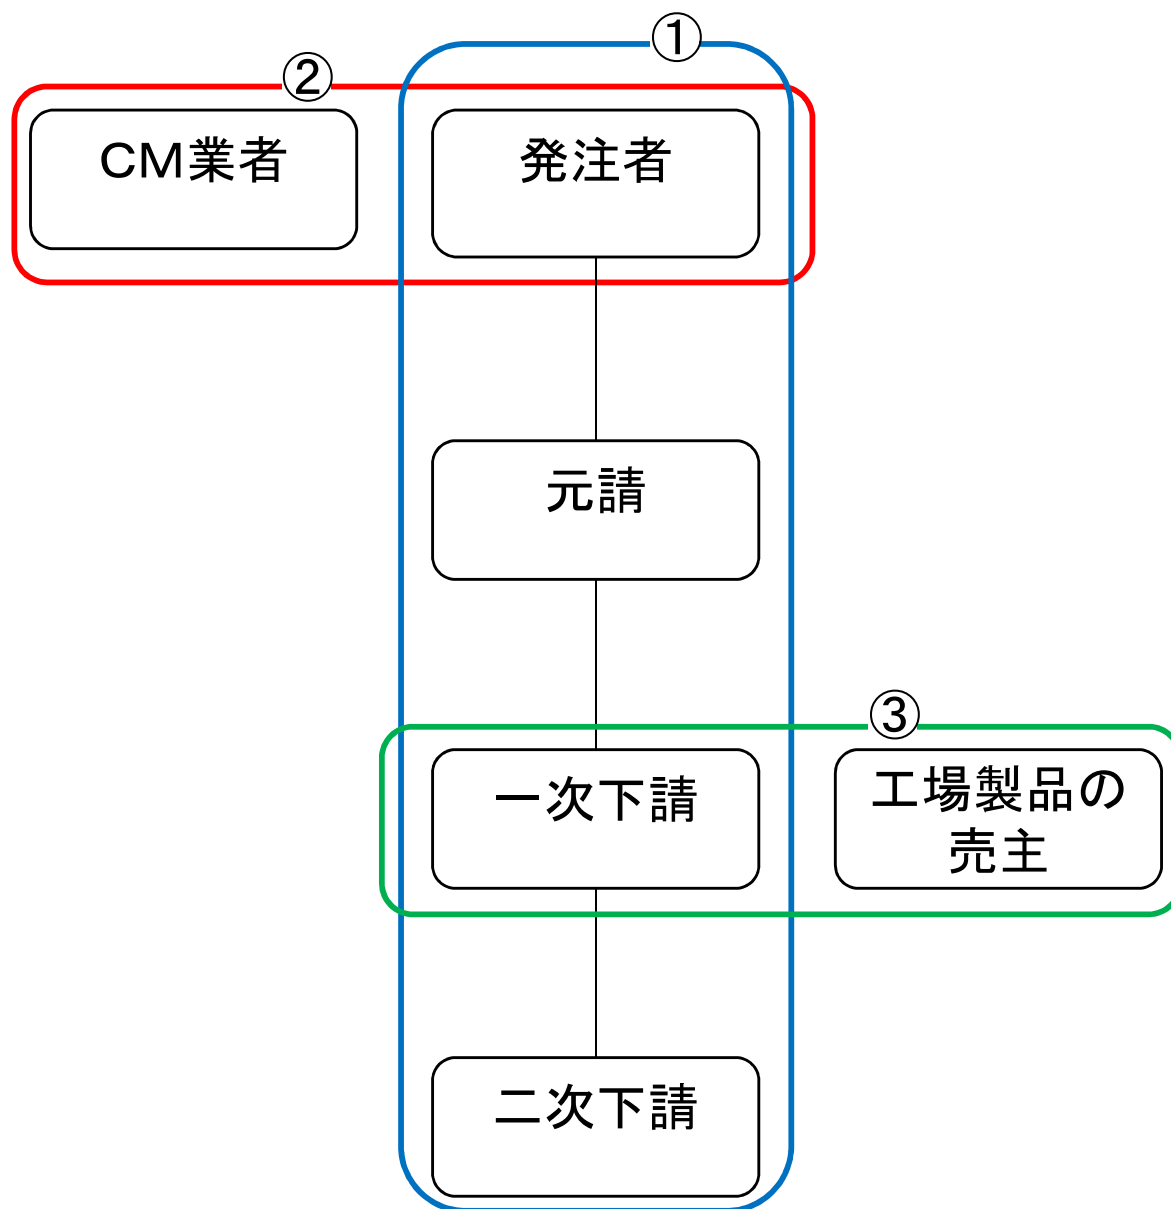 ①
②
ＣＭ業者
発注者
元請
③
一次下請
工場製品の
売主
二次下請